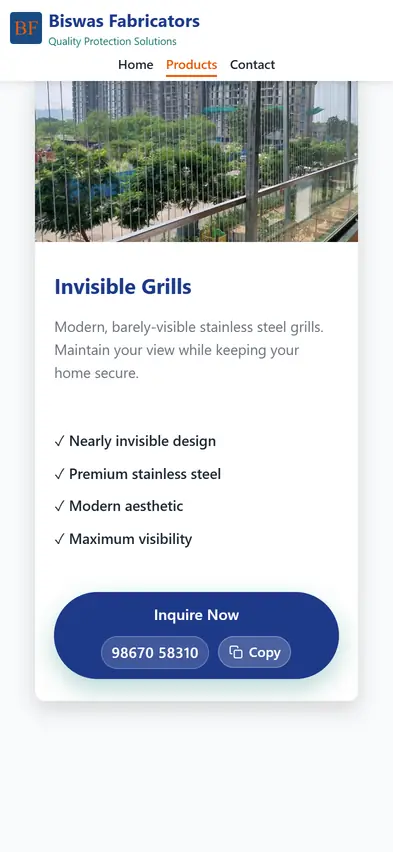 BF
Biswas Fabricators
Quality Protection Solutions
Home Products Contact
Invisible Grills
Modern, barely-visible stainless steel grills.
Maintain your view while keeping your
home secure.
✓ Nearly invisible design
✓ Premium stainless steel
✓ Modern aesthetic
✓ Maximum visibility
Inquire Now
98670 58310 Copy